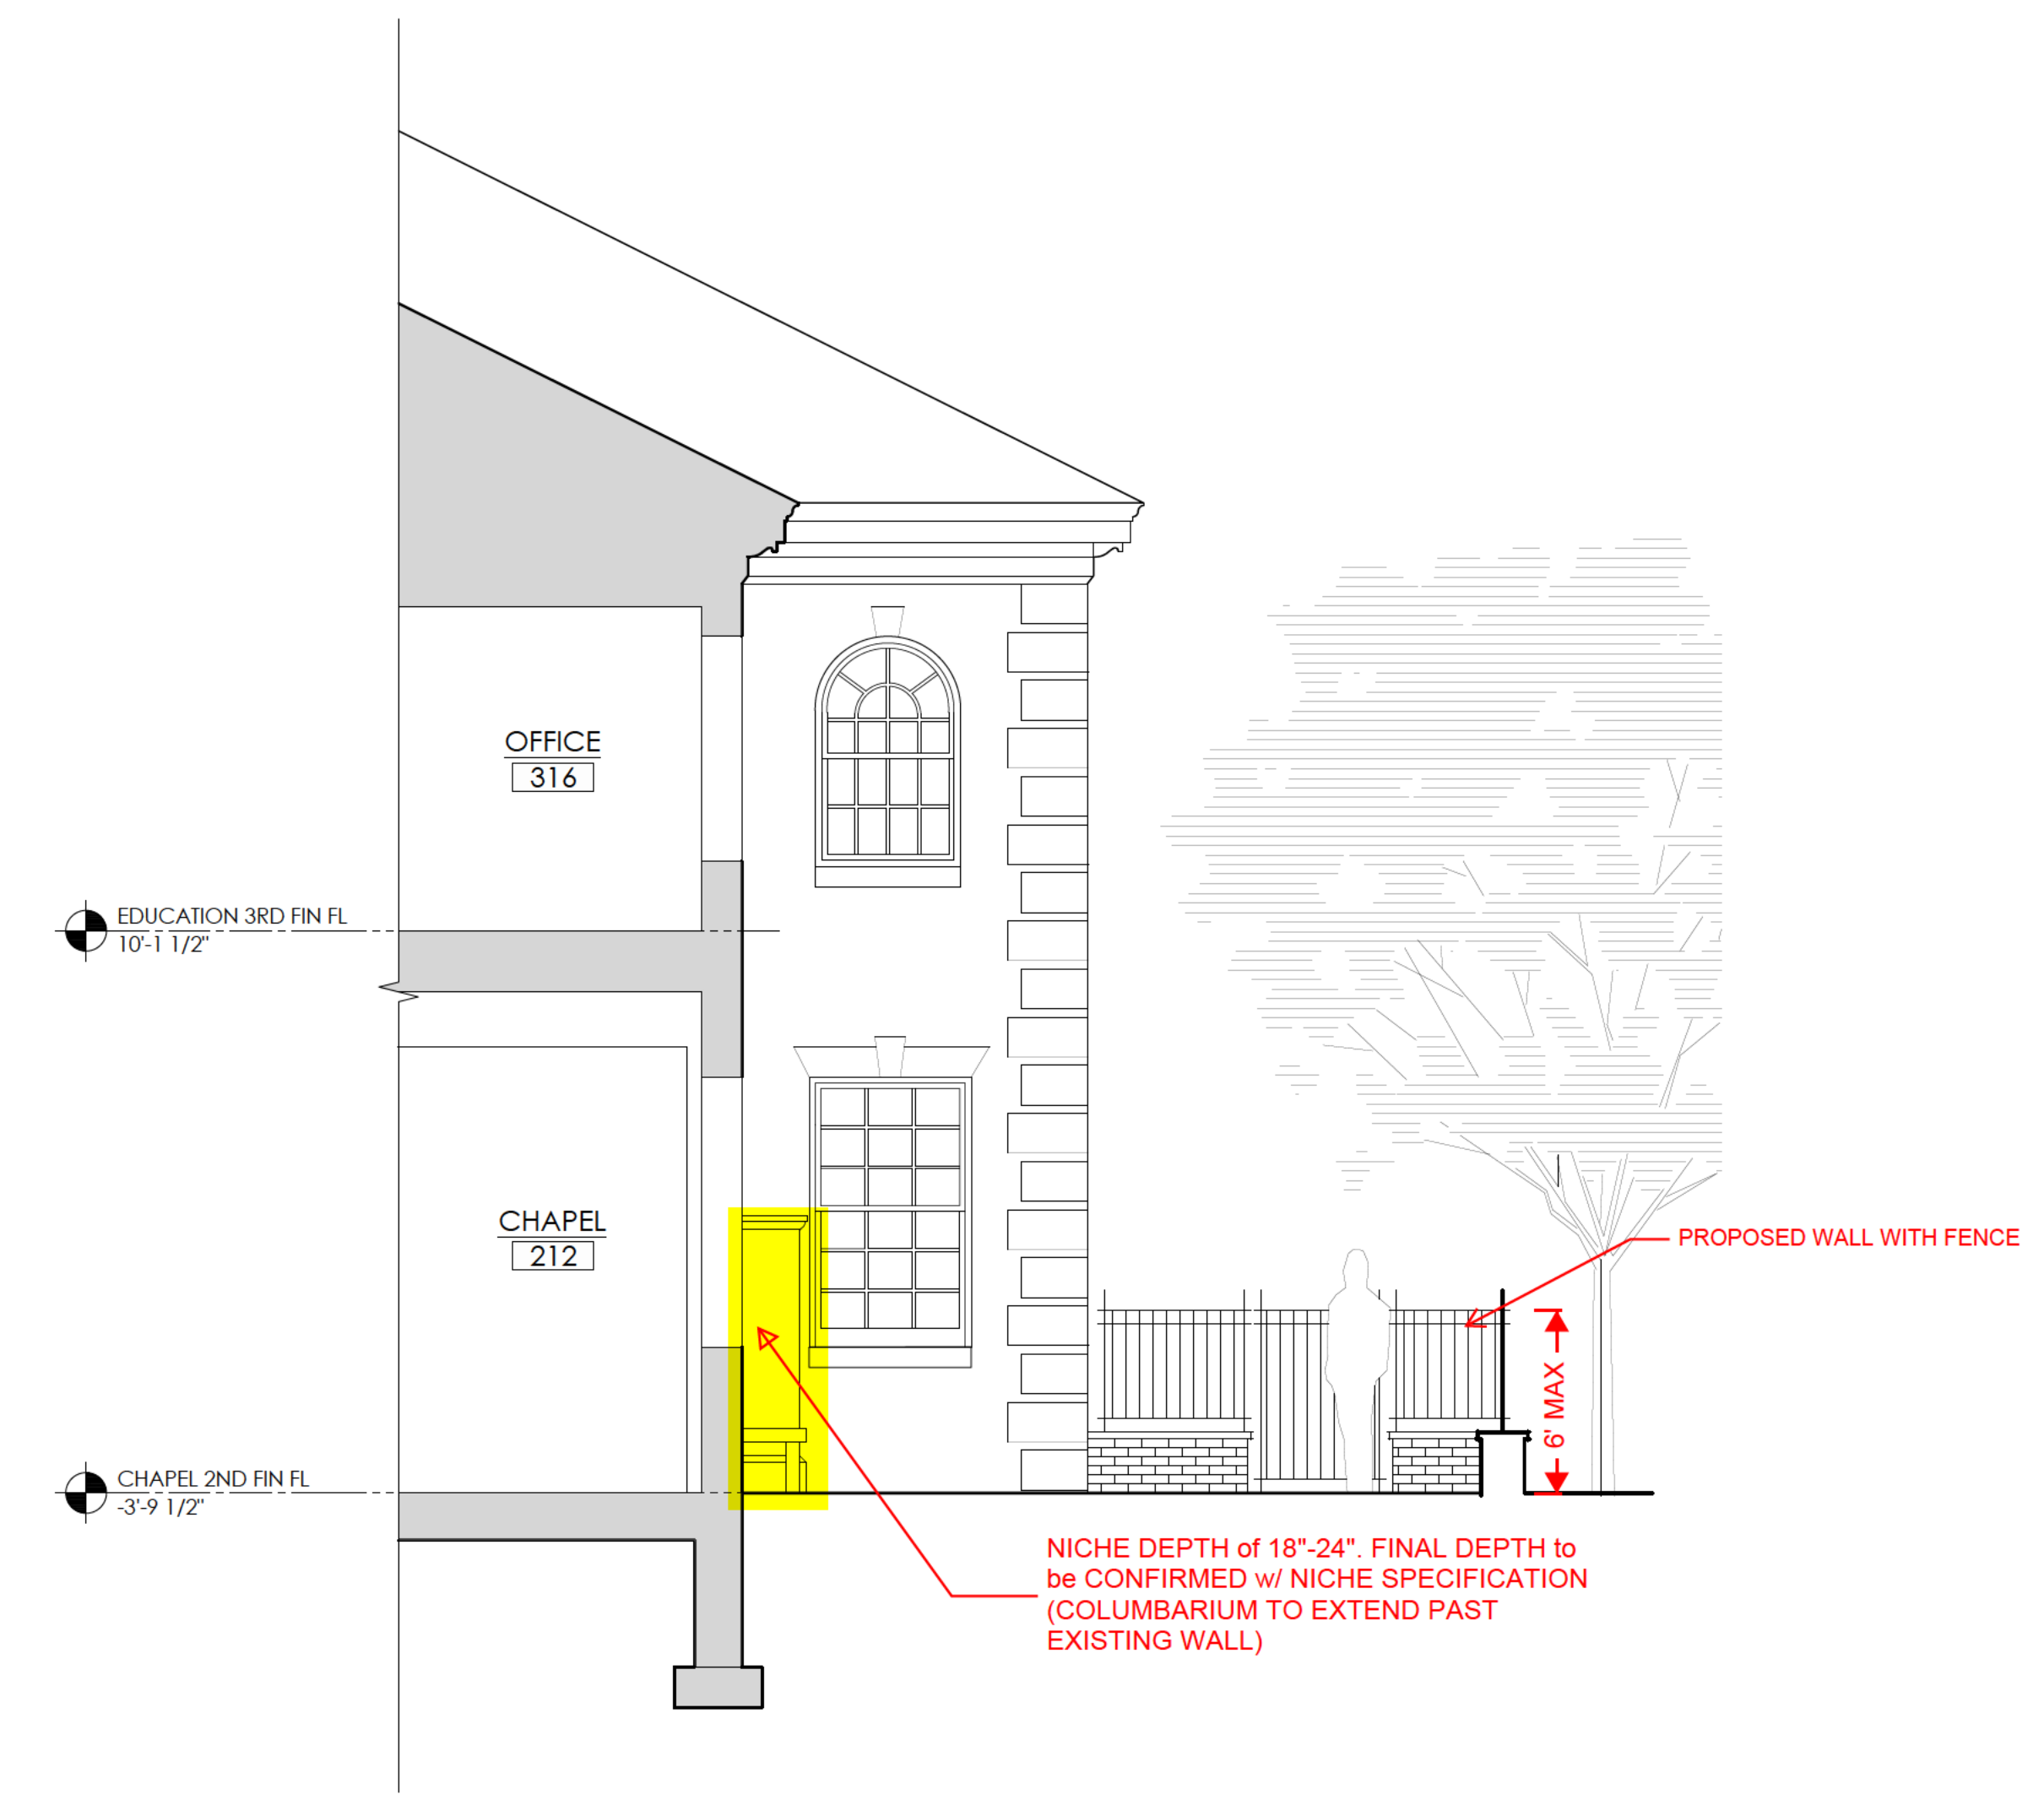 OFFICE
316
EDUCATION 3RD FIN FL
10'-1 1/2"
CHAPEL
212
PROPOSED WALL WITH FENCE
6' MAX
CHAPEL 2ND FIN FL
-3'-9 1/2"
NICHE DEPTH of 18"-24". FINAL DEPTH to
be CONFIRMED w/ NICHE SPECIFICATION
(COLUMBARIUM TO EXTEND PAST
EXISTING WALL)